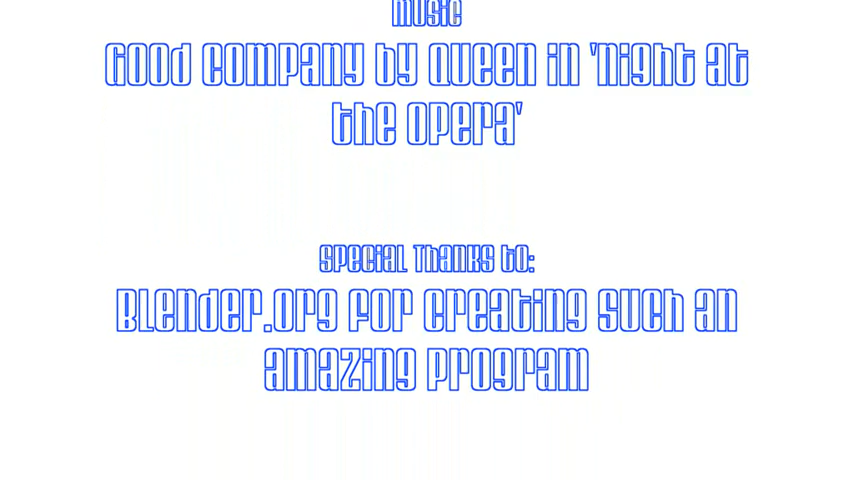 Music
Good Company by Queen in 'Night at
the Opera'
Special Thanks to:
Blender.org for creating such an
amazing program